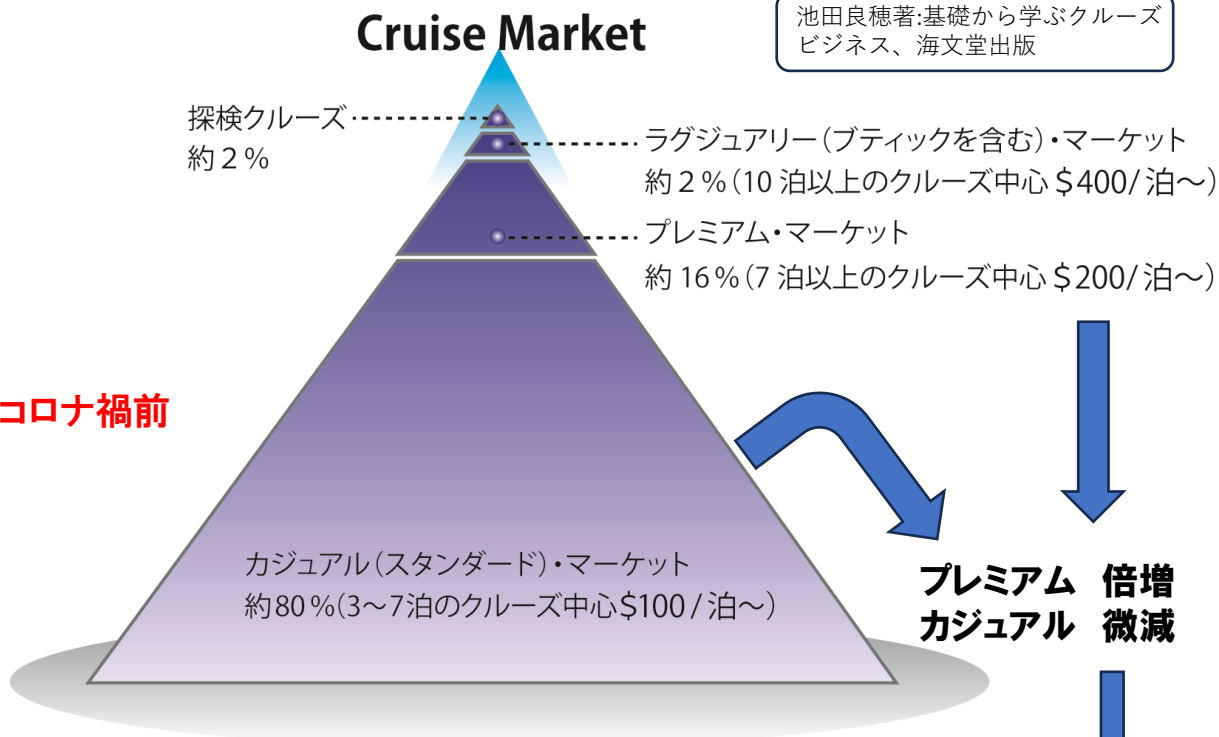 Cruise Market
池田良穂著:基礎から学ぶクルーズ
ビジネス、海文堂出版
探検クルーズ
約2%
ラグジュアリー(ブティックを含む)・マーケット
約2%(10泊以上のクルーズ中心$400/泊〜)
プレミアム・マーケット
約16%(7泊以上のクルーズ中心$200/泊〜)
コロナ禍前
カジュアル(スタンダード)・マーケット
約80%(3〜7泊のクルーズ中心$100/泊〜)
プレミアム 倍増
カジュアル 微減